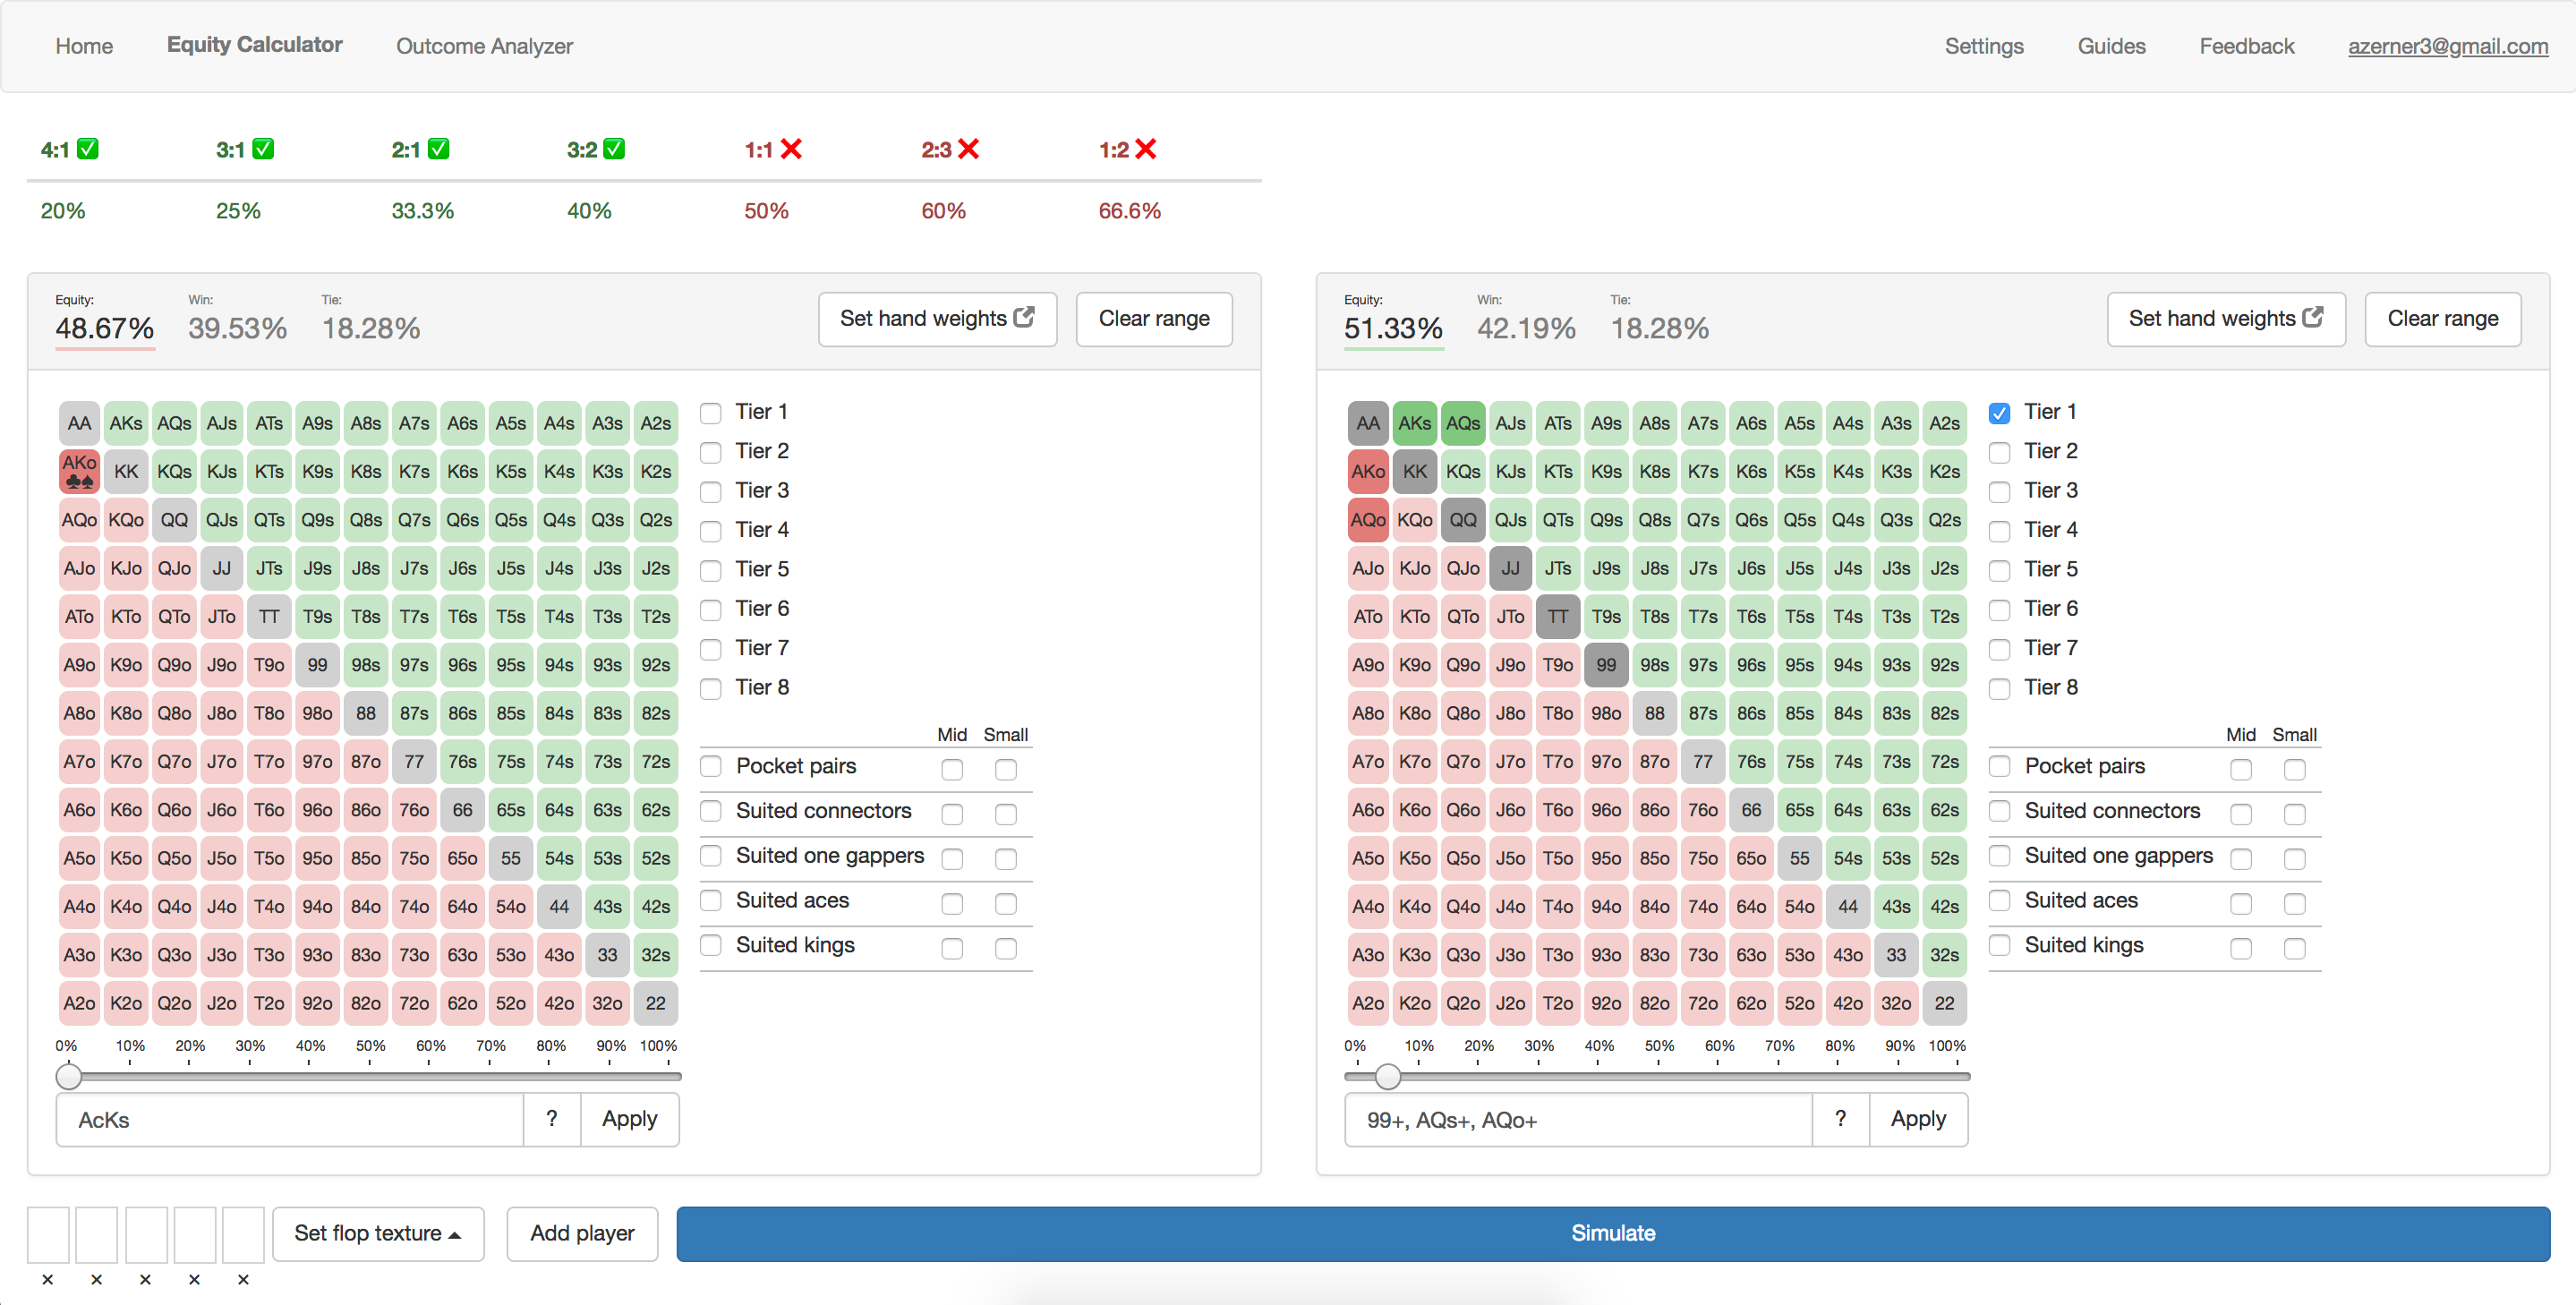 Home Equity Calculator Outcome Analyzer Settings Guides Feedback azerner3@gmail.com
4:1 ✅ 3:1 ✅ 2:1 ✅ 3:2 ✅ 1:1 ❌ 2:3 ❌ 1:2 ❌
20% 25% 33.3% 40% 50% 60% 66.6%
Equity: Win: Tie:
48.67% 39.53% 18.28% Set hand weights Clear range
AA AKs AQs AJs ATs A9s A8s A7s A6s A5s A4s A3s A2s
AKo ♣♠ KK KQs KJs KTs K9s K8s K7s K6s K5s K4s K3s K2s
AQo KQo QQ QJs QTs Q9s Q8s Q7s Q6s Q5s Q4s Q3s Q2s
AJo KJo QJo JJ JTs J9s J8s J7s J6s J5s J4s J3s J2s
ATo KTo QTo JTo TT T9s T8s T7s T6s T5s T4s T3s T2s
A9o K9o Q9o J9o T9o 99 98s 97s 96s 95s 94s 93s 92s
A8o K8o Q8o J8o T8o 98o 88 87s 86s 85s 84s 83s 82s
A7o K7o Q7o J7o T7o 97o 87o 77 76s 75s 74s 73s 72s
A6o K6o Q6o J6o T6o 96o 86o 76o 66 65s 64s 63s 62s
A5o K5o Q5o J5o T5o 95o 85o 75o 65o 55 54s 53s 52s
A4o K4o Q4o J4o T4o 94o 84o 74o 64o 54o 44 43s 42s
A3o K3o Q3o J3o T3o 93o 83o 73o 63o 53o 43o 33 32s
A2o K2o Q2o J2o T2o 92o 82o 72o 62o 52o 42o 32o 22
0% 10% 20% 30% 40% 50% 60% 70% 80% 90% 100%
AcKs ? Apply
Tier 1
Tier 2
Tier 3
Tier 4
Tier 5
Tier 6
Tier 7
Tier 8
Mid Small
Pocket pairs
Suited connectors
Suited one gappers
Suited aces
Suited kings
Equity: Win: Tie:
51.33% 42.19% 18.28% Set hand weights Clear range
AA AKs AQs AJs ATs A9s A8s A7s A6s A5s A4s A3s A2s
AKo KK KQs KJs KTs K9s K8s K7s K6s K5s K4s K3s K2s
AQo KQo QQ QJs QTs Q9s Q8s Q7s Q6s Q5s Q4s Q3s Q2s
AJo KJo QJo JJ JTs J9s J8s J7s J6s J5s J4s J3s J2s
ATo KTo QTo JTo TT T9s T8s T7s T6s T5s T4s T3s T2s
A9o K9o Q9o J9o T9o 99 98s 97s 96s 95s 94s 93s 92s
A8o K8o Q8o J8o T8o 98o 88 87s 86s 85s 84s 83s 82s
A7o K7o Q7o J7o T7o 97o 87o 77 76s 75s 74s 73s 72s
A6o K6o Q6o J6o T6o 96o 86o 76o 66 65s 64s 63s 62s
A5o K5o Q5o J5o T5o 95o 85o 75o 65o 55 54s 53s 52s
A4o K4o Q4o J4o T4o 94o 84o 74o 64o 54o 44 43s 42s
A3o K3o Q3o J3o T3o 93o 83o 73o 63o 53o 43o 33 32s
A2o K2o Q2o J2o T2o 92o 82o 72o 62o 52o 42o 32o 22
0% 10% 20% 30% 40% 50% 60% 70% 80% 90% 100%
99+, AQs+, AQo+ ? Apply
Tier 1
Tier 2
Tier 3
Tier 4
Tier 5
Tier 6
Tier 7
Tier 8
Mid Small
Pocket pairs
Suited connectors
Suited one gappers
Suited aces
Suited kings
Set flop texture Add player Simulate
× × × × ×